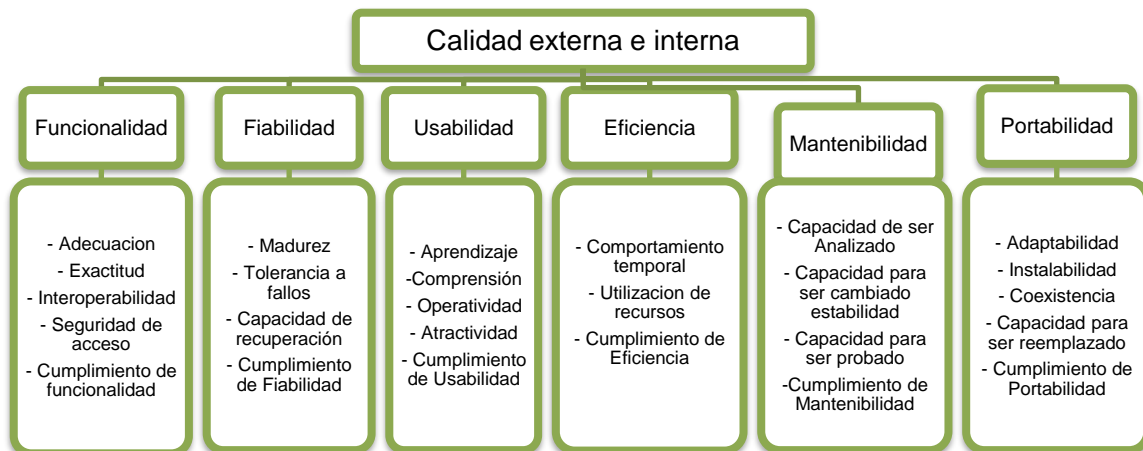 Calidad externa e interna
Funcionalidad
Fiabilidad
Usabilidad
Eficiencia
Mantenibilidad
Portabilidad
- Adecuacion
- Exactitud
- Interoperabilidad
- Seguridad de
acceso
- Cumplimiento de
funcionalidad
- Madurez
- Tolerancia a
fallos
- Capacidad de
recuperación
- Cumplimiento
de Fiabilidad
- Aprendizaje
-Comprensión
- Operatividad
- Atractividad
- Cumplimiento
de Usabilidad
- Comportamiento
temporal
- Utilizacion de
recursos
- Cumplimiento de
Eficiencia
- Capacidad de ser
Analizado
- Capacidad para
ser cambiado
estabilidad
- Capacidad para
ser probado
-Cumplimiento de
Mantenibilidad
- Adaptabilidad
- Instalabilidad
- Coexistencia
- Capacidad para
ser reemplazado
- Cumplimiento de
Portabilidad